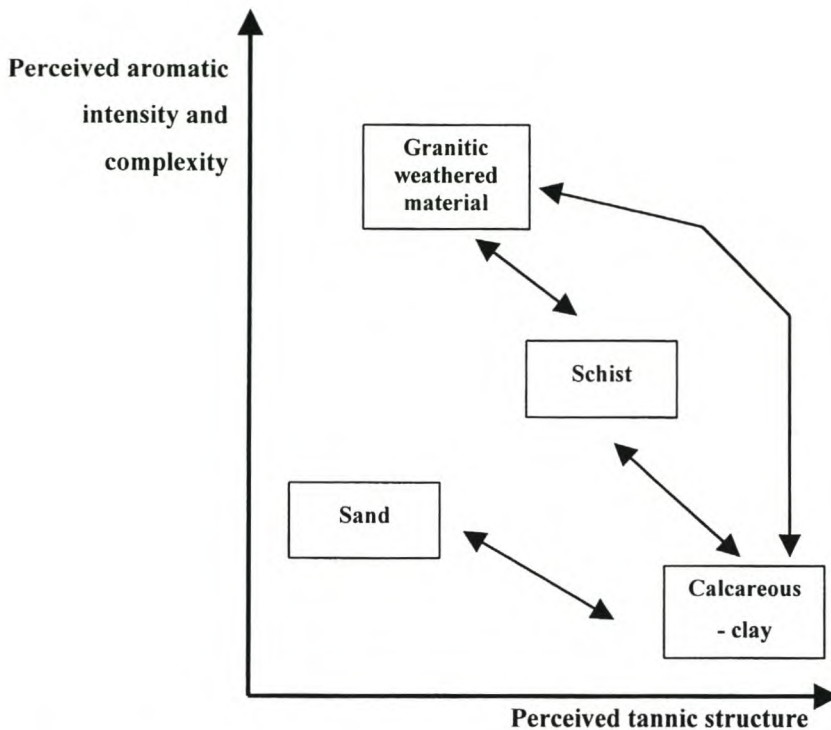 Perceived aromatic
intensity and
complexity
Granitic
weathered
material
Schist
Sand
Calcareous
- clay
Perceived tannic structure